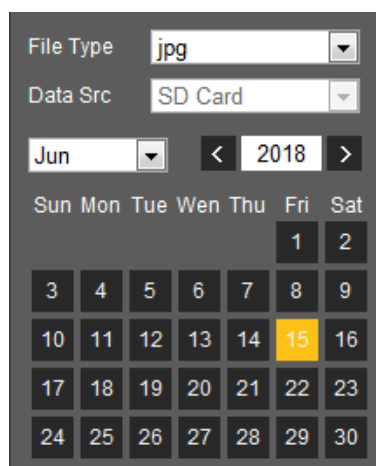 File Type jpg
Data Src SD Card
Jun < 2018 >
Sun Mon Tue Wen Thu Fri Sat
1 2
3 4 5 6 7 8 9
10 11 12 13 14 15 16
17 18 19 20 21 22 23
24 25 26 27 28 29 30